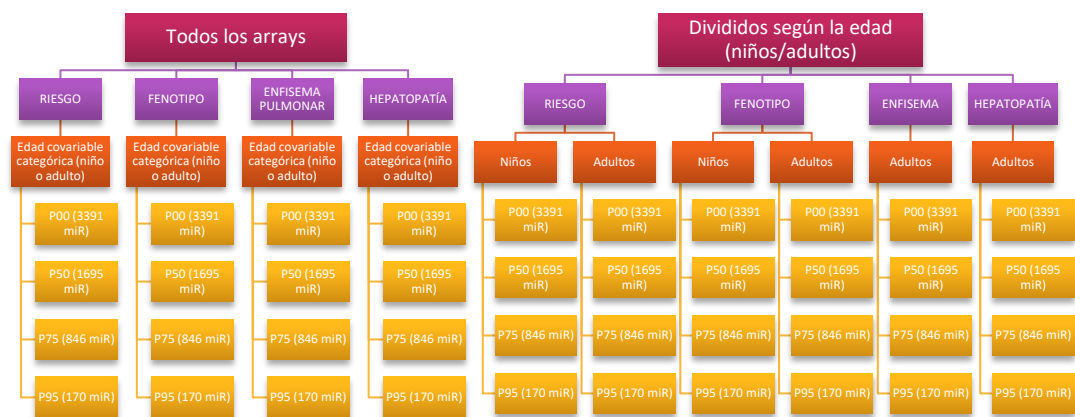 Todos los arrays
RIESGO
FENOTIPO
ENFISEMA
PULMONAR
HEPATOPATÍA
Edad covariable
categórica (niño
o adulto)
Edad covariable
categórica (niño
o adulto)
Edad covariable
categórica (niño
o adulto)
Edad covariable
categórica (niño
o adulto)
P00 (3391
miR)
P00 (3391
miR)
P00 (3391
miR)
P00 (3391
miR)
P50 (1695
miR)
P50 (1695
miR)
P50 (1695
miR)
P50 (1695
miR)
P75 (846 miR)
P75 (846 miR)
P75 (846 miR)
P75 (846 miR)
P95 (170 miR)
P95 (170 miR)
P95 (170 miR)
P95 (170 miR)
Divididos según la edad
(niños/adultos)
RIESGO
FENOTIPO
ENFISEMA
HEPATOPATÍA
Niños
Adultos
Niños
Adultos
Adultos
Adultos
P00 (3391
miR)
P00 (3391
miR)
P00 (3391
miR)
P00 (3391
miR)
P00 (3391
miR)
P00 (3391
miR)
P50 (1695
miR)
P50 (1695
miR)
P50 (1695
miR)
P50 (1695
miR)
P50 (1695
miR)
P50 (1695
miR)
P75 (846 miR)
P75 (846 miR)
P75 (846 miR)
P75 (846 miR)
P75 (846 miR)
P75 (846 miR)
P95 (170 miR)
P95 (170 miR)
P95 (170 miR)
P95 (170 miR)
P95 (170 miR)
P95 (170 miR)